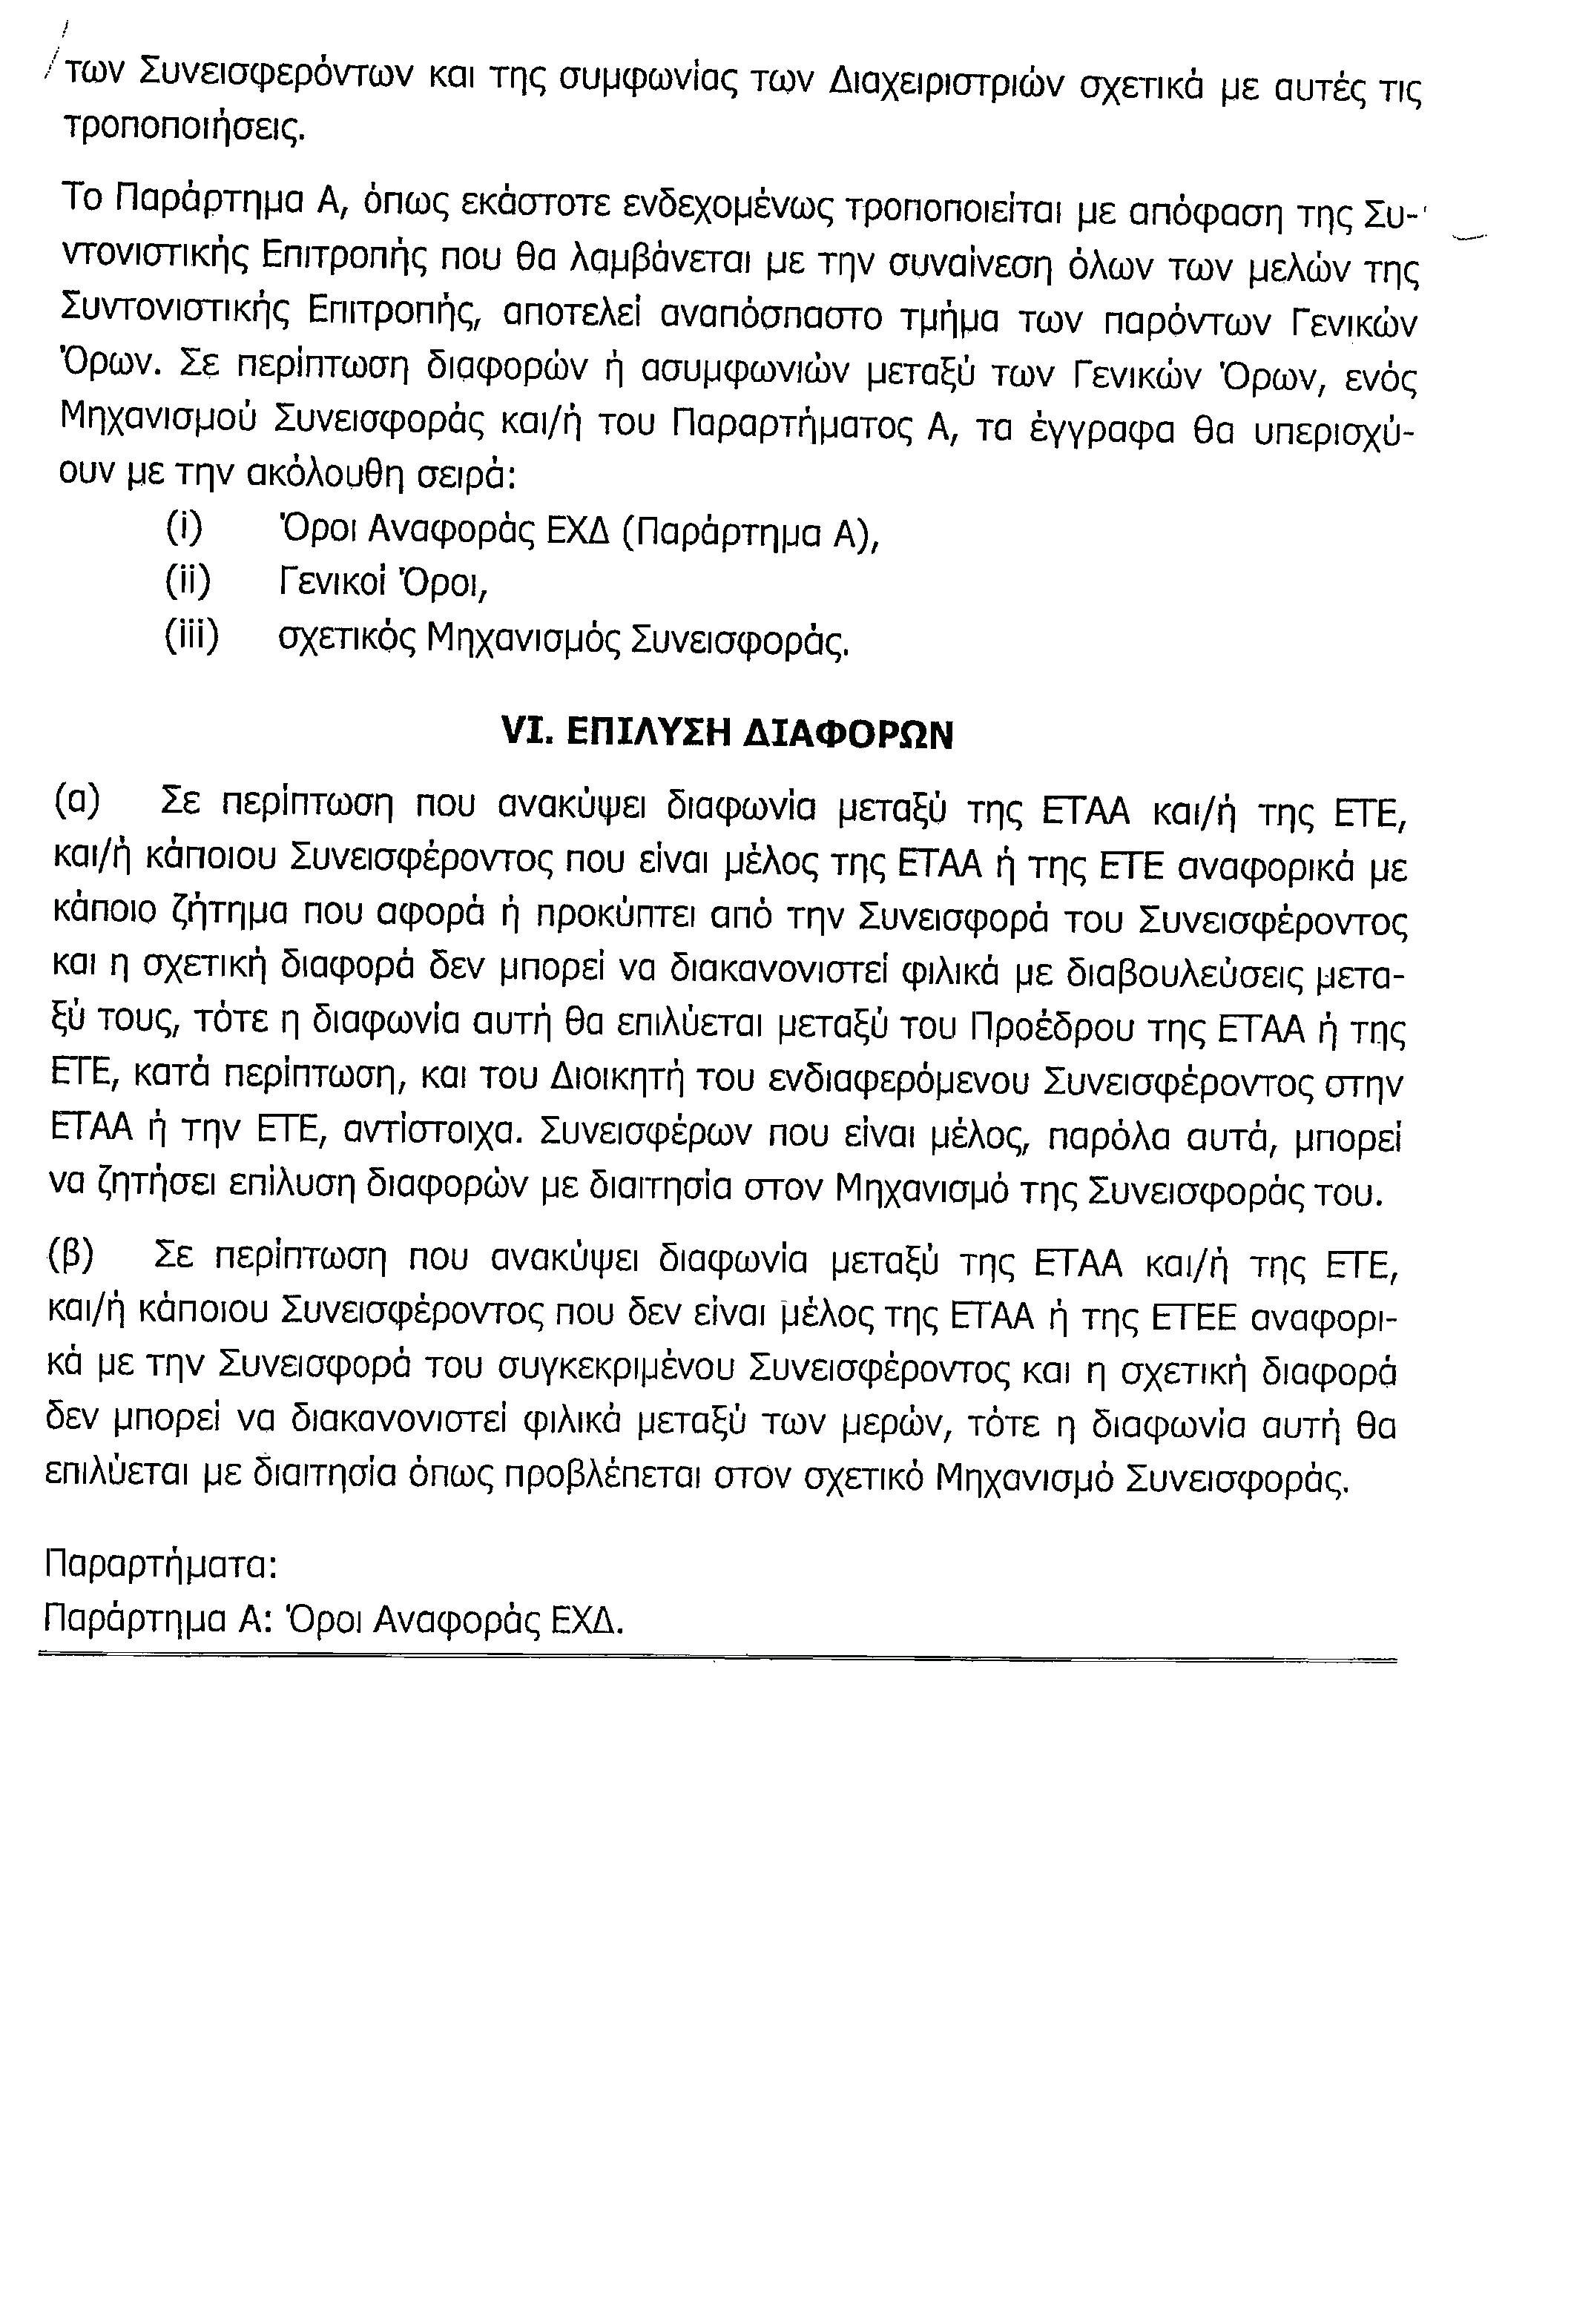 των Συνεισφερόντων και της συμφωνίας των Διαχειριστριών σχετικά με αυτές τις
τροποποιήσεις.
Το Παράρτημα Α, όπως εκάστοτε ενδεχομένως τροποποιείται με απόφαση της Συ-
ντονιστικής Επιτροπής που θα λαμβάνεται με την συναίνεση όλων των μελών της
Συντονιστικής Επιτροπής, αποτελεί αναπόσπαστο τμήμα των παρόντων Γενικών
Όρων. Σε περίπτωση διαφορών ή ασυμφωνιών μεταξύ των Γενικών Όρων, ενός
Μηχανισμού Συνεισφοράς και/ή του Παραρτήματος Α, τα έγγραφα θα υπερισχύ-
ουν με την ακόλουθη σειρά:
(i) Όροι Αναφοράς ΕΧΔ (Παράρτημα Α),
(ii) Γενικοί Όροι,
(iii) σχετικός Μηχανισμός Συνεισφοράς.
VI. ΕΠΙΛΥΣΗ ΔΙΑΦΟΡΩΝ
(α) Σε περίπτωση που ανακύψει διαφωνία μεταξύ της ΕΤΑΑ και/ή της ΕΤΕ,
και/ή κάποιου Συνεισφέροντος που είναι μέλος της ΕΤΑΑ ή της ΕΤΕ αναφορικά με
κάποιο ζήτημα που αφορά ή προκύπτει από την Συνεισφορά του Συνεισφέροντος
και η σχετική διαφορά δεν μπορεί να διακανονιστεί φιλικά με διαβουλεύσεις μετα-
ξύ τους, τότε η διαφωνία αυτή θα επιλύεται μεταξύ του Προέδρου της ΕΤΑΑ ή της
ΕΤΕ, κατά περίπτωση, και του Διοικητή του ενδιαφερόμενου Συνεισφέροντος στην
ΕΤΑΑ ή την ΕΤΕ, αντίστοιχα. Συνεισφέρων που είναι μέλος, παρόλα αυτά, μπορεί
να ζητήσει επίλυση διαφορών με διαιτησία στον Μηχανισμό της Συνεισφοράς του.
(β) Σε περίπτωση που ανακύψει διαφωνία μεταξύ της ΕΤΑΑ και/ή της ΕΤΕ,
και/ή κάποιου Συνεισφέροντος που δεν είναι μέλος της ΕΤΑΑ ή της ΕΤΕΕ αναφορι-
κά με την Συνεισφορά του συγκεκριμένου Συνεισφέροντος και η σχετική διαφορά
δεν μπορεί να διακανονιστεί φιλικά μεταξύ των μερών, τότε η διαφωνία αυτή θα
επιλύεται με διαιτησία όπως προβλέπεται στον σχετικό Μηχανισμό Συνεισφοράς.
Παραρτήματα:
Παράρτημα Α: Όροι Αναφοράς ΕΧΔ.